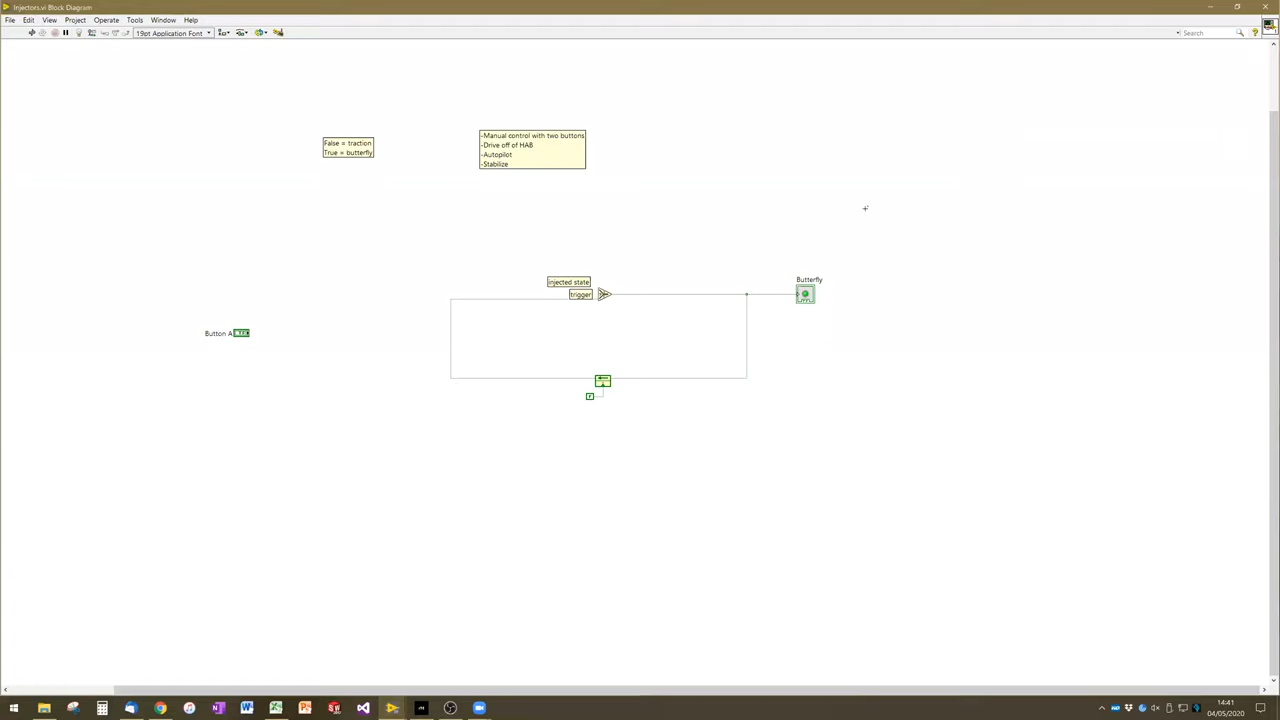 Injectors.vi Block Diagram
File Edit View Project Operate Tools Window Help
19pt Application Font
Search
False = traction
True = butterfly
-Manual control with two buttons
-Drive off of HAB
-Autopilot
-Stabilize
injected state
trigger
Butterfly
Button A
F
14:41
04/05/2020